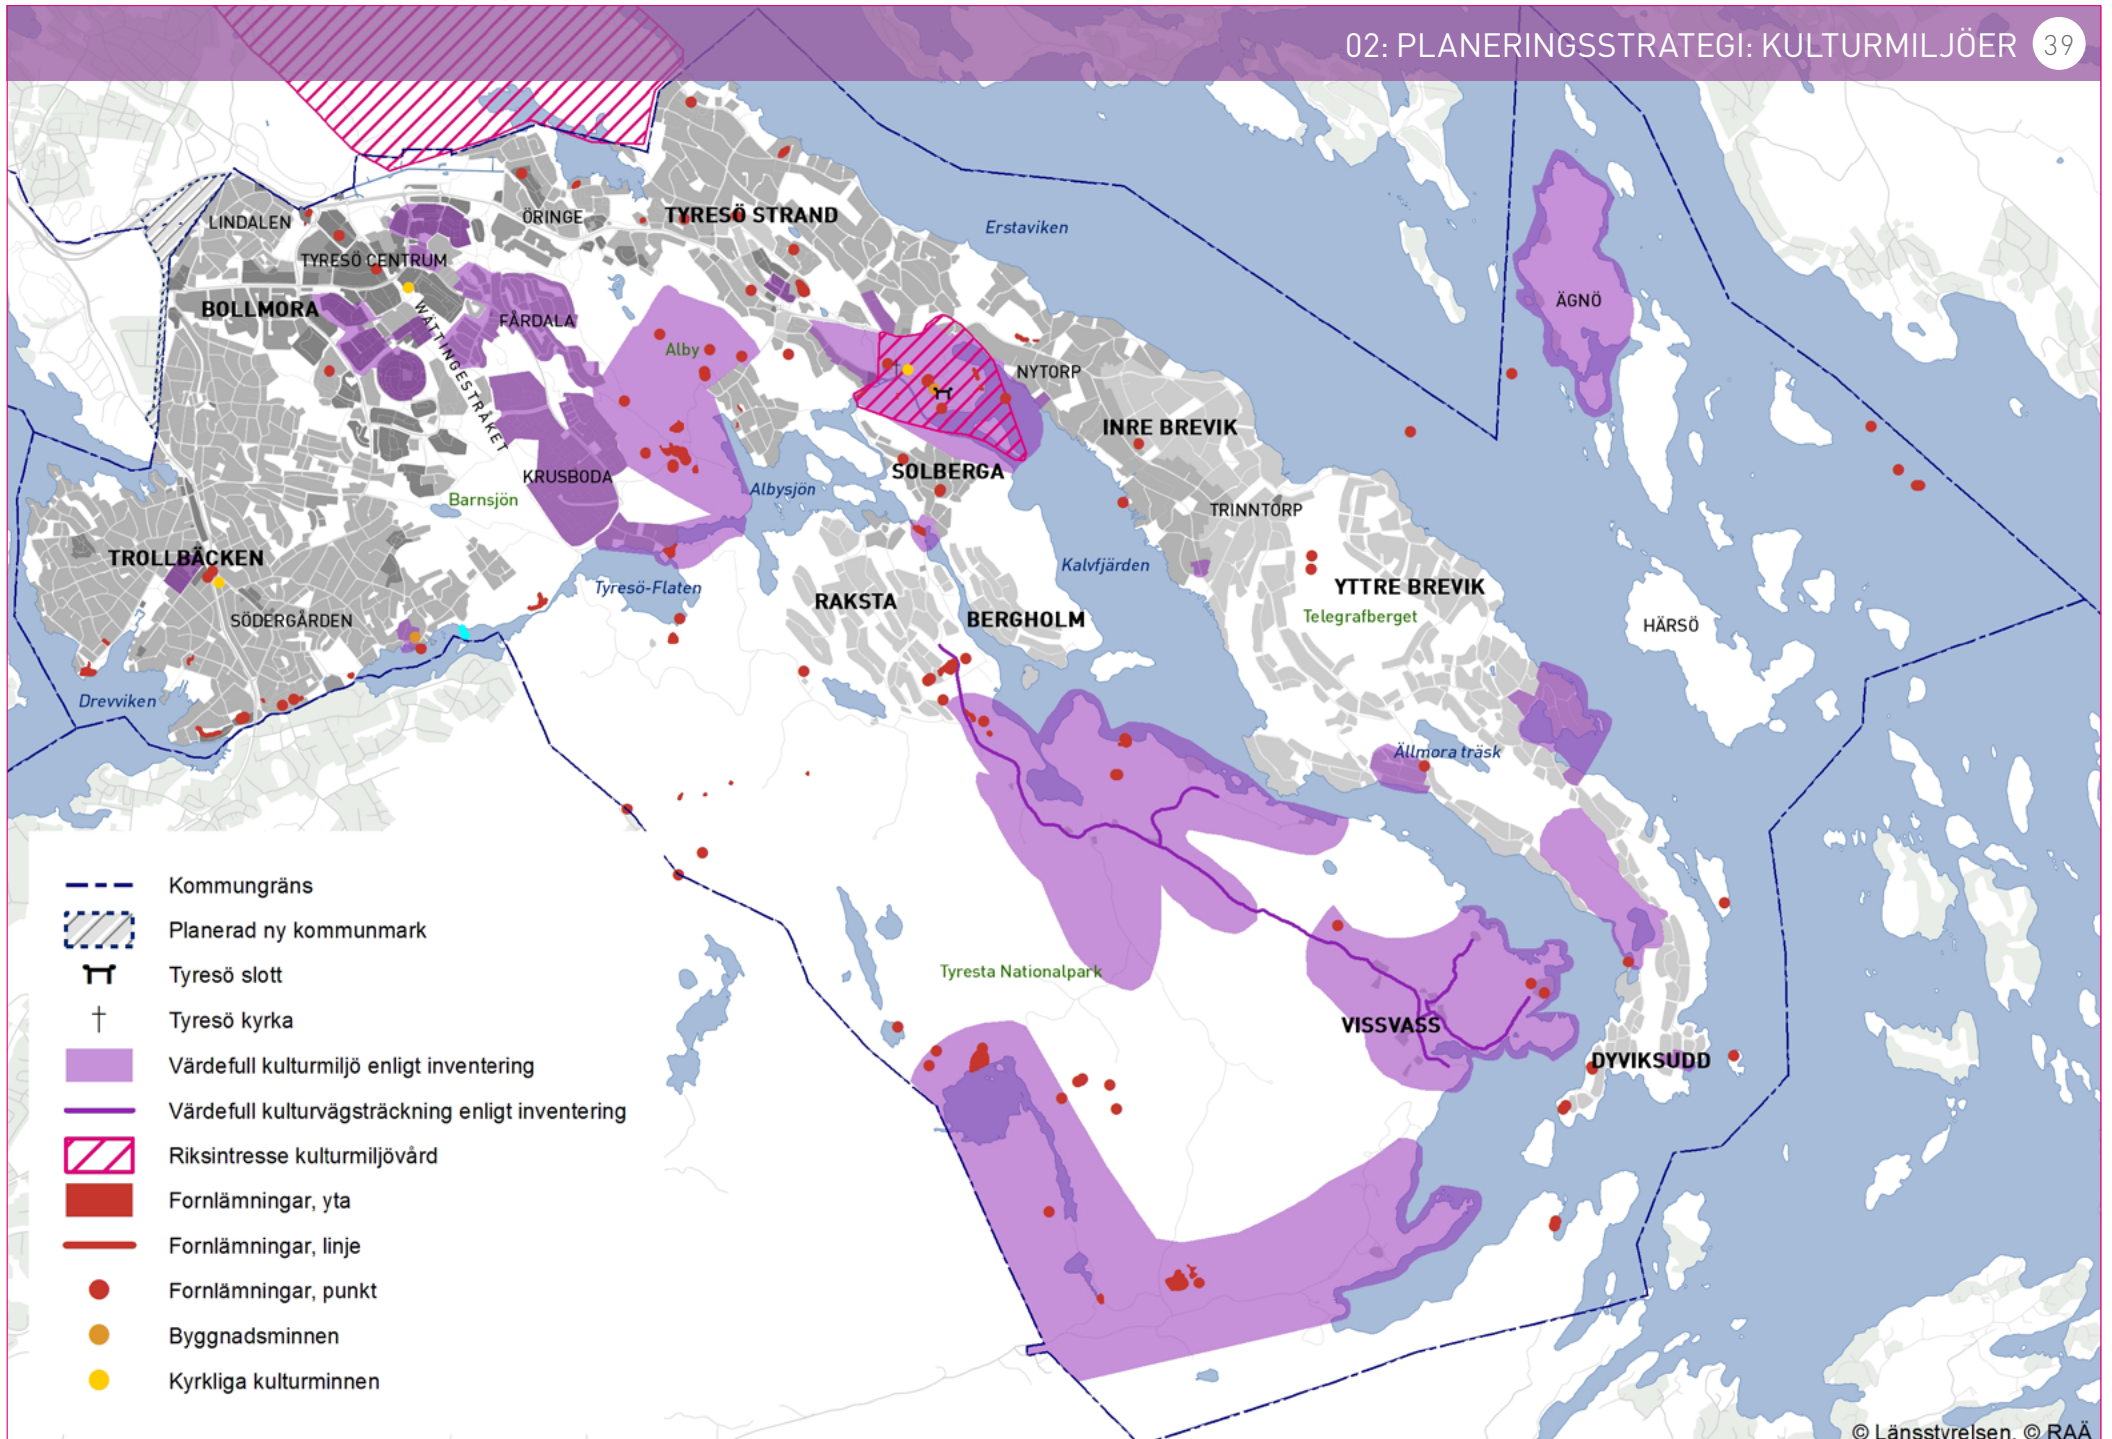 02: PLANERINGSSTRATEGI: KULTURMILJÖER 39
LINDALEN
ÖRINGE
TYRESÖ STRAND
Erstaviken
TYRESÖ CENTRUM
BOLLMORA
WÄTTINGESTRÅKET
FÅRDALA
Alby
ÄGNÖ
NYTORP
INRE BREVIK
KRUSBODA
SOLBERGA
Barnsjön
Albysjön
TRINNTORP
TROLLBÄCKEN
Kalvfjärden
Tyresö-Flaten
YTTRE BREVIK
RAKSTA
BERGHOLM
Telegrafberget
SÖDERGÅRDEN
HÄRSÖ
Drevviken
Ällmora träsk
Tyresta Nationalpark
VISSVASS
DYVIKSUDD
Kommungräns
Planerad ny kommunmark
Tyresö slott
Tyresö kyrka
Värdefull kulturmiljö enligt inventering
Värdefull kulturvägsträckning enligt inventering
Riksintresse kulturmiljövård
Fornlämningar, yta
Fornlämningar, linje
Fornlämningar, punkt
Byggnadsminnen
Kyrkliga kulturminnen
© Länsstyrelsen, © RAÄ